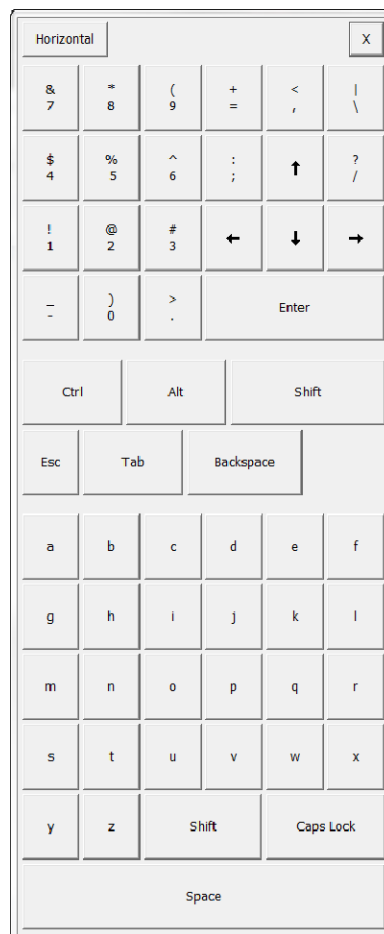 Horizontal X
& * ( + < |
7 8 9 = , \
$ % ^ : ↑ ?
4 5 6 ; /
! @ #
1 2 3 ← ↓ →
_ ) > Enter
- 0 .
Ctrl Alt Shift
Esc Tab Backspace
a b c d e f
g h i j k l
m n o p q r
s t u v w x
y z Shift Caps Lock
Space